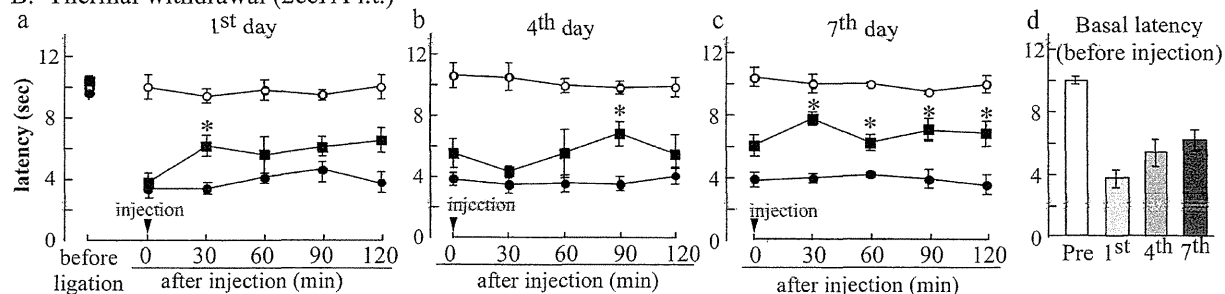 B. Thermal withdrawal (2ccPA i.t.)
a 1st day
b 4th day
c 7th day
d Basal latency
(before injection)
latency (sec)
12
8
4
0
injection
before
ligation
0 30 60 90 120
after injection (min)
12
8
4
0
injection
0 30 60 90 120
after injection (min)
12
8
4
0
injection
0 30 60 90 120
after injection (min)
12
8
4
0
Pre 1st 4th 7th
* * * * * *